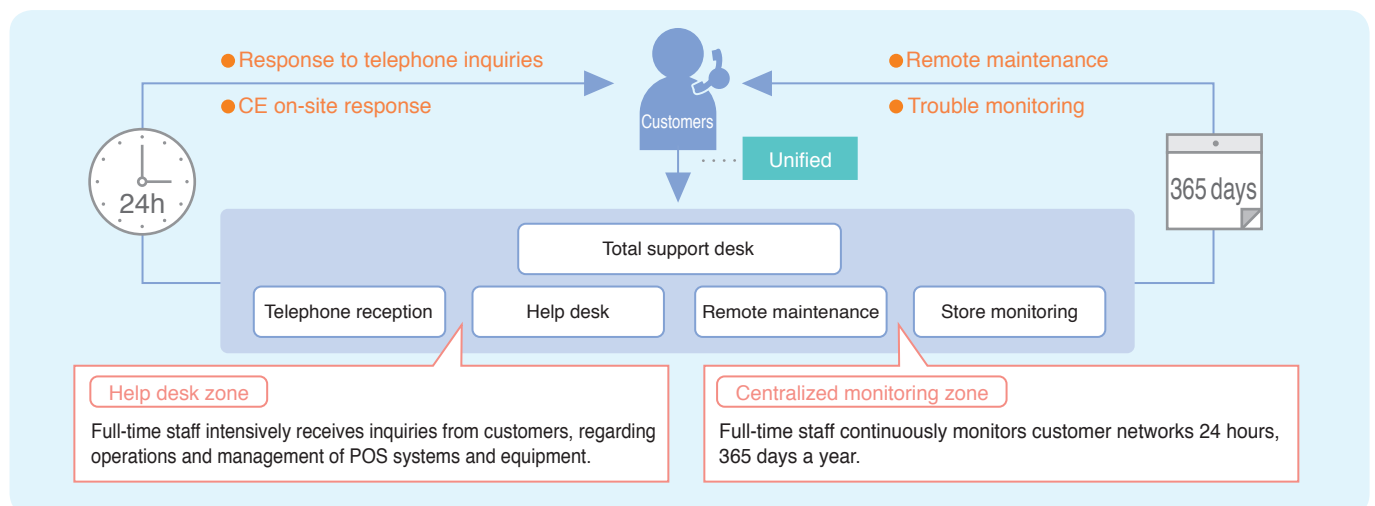 ● Response to telephone inquiries
● CE on-site response
● Remote maintenance
● Trouble monitoring
Customers
Unified
24h
365 days
Total support desk
Telephone reception
Help desk
Remote maintenance
Store monitoring
Help desk zone
Full-time staff intensively receives inquiries from customers, regarding
operations and management of POS systems and equipment.
Centralized monitoring zone
Full-time staff continuously monitors customer networks 24 hours,
365 days a year.